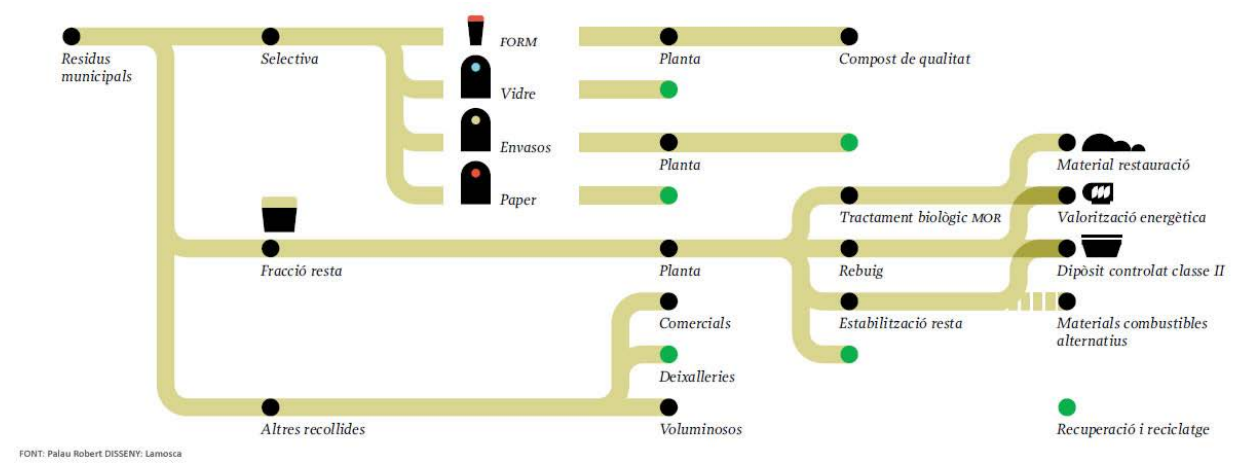 Residus
municipals
Selectiva
FORM
Planta
Compost de qualitat
Vidre
Envasos
Planta
Material restauració
Paper
Tractament biològic MOR
Valorització energètica
Fracció resta
Planta
Rebuig
Dipòsit controlat classe II
Comercials
Estabilització resta
Materials combustibles
alternatius
Deixalleries
Altres recollides
Voluminosos
Recuperació i reciclatge
FONT: Palau Robert DISSENY: Lamosca